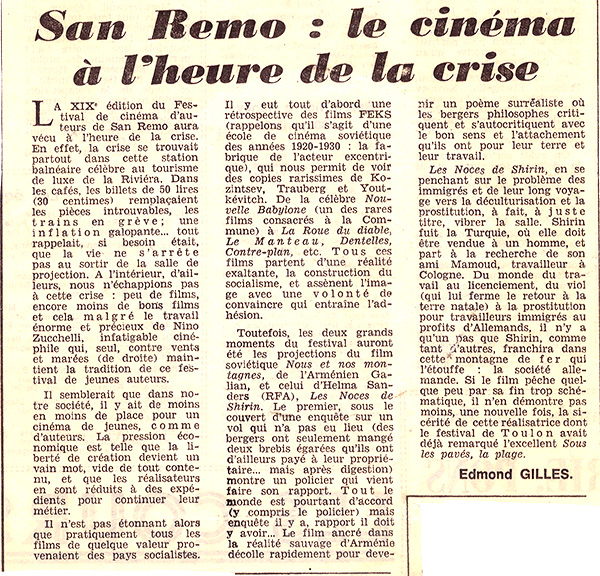 San Remo : le cinéma
à l'heure de la crise
LA XIXe édition du Fes-
tival de cinéma d'au-
teurs de San Remo aura
vécu à l'heure de la crise.
En effet, la crise se trouvait
partout dans cette station
balnéaire célèbre au tourisme
de luxe de la Riviéra. Dans
les cafés, les billets de 50 lires
(30 centimes) remplaçaient
les pièces introuvables, les
trains en grève; une
inflation galopante... tout
rappelait, si besoin était,
que la vie ne s'arrête
pas au sortir de la salle de
projection. A l'intérieur, d'ail-
leurs, nous n'échappions pas
à cette crise : peu de films,
encore moins de bons films
et cela malgré le travail
énorme et précieux de Nino
Zucchelli, infatigable ciné-
phile qui, seul, contre vents
et marées (de droite) main-
tient la tradition de ce fes-
tival de jeunes auteurs.
Il semblerait que dans no-
tre société, il y ait de moins
en moins de place pour un
cinéma de jeunes, comme
d'auteurs. La pression éco-
nomique est telle que la li-
berté de création devient un
vain mot, vide de tout conte-
nu, et que les réalisateurs
en sont réduits à des expé-
dients pour continuer leur
métier.
Il n'est pas étonnant alors
que pratiquement tous les
films de quelque valeur pro-
venaient des pays socialistes.
Il y eut tout d'abord une
rétrospective des films FEKS
(rappelons qu'il s'agit d'une
école de cinéma soviétique
des années 1920-1930 : la fa-
brique de l'acteur excentri-
que), qui nous permit de voir
des copies rarissimes de Ko-
zintsev, Trauberg et Yout-
kévitch. De la célèbre Nou-
velle Babylone (un des rares
films consacrés à la Com-
mune) à La Roue du diable,
Le Manteau, Dentelles,
Contre-plan, etc. Tous ces
films partent d'une réalité
exaltante, la construction du
socialisme, et assènent l'im-
age avec une volonté de
convaincre qui entraîne l'ad-
hésion.
Toutefois, les deux grands
moments du festival auront
été les projections du film
soviétique Nous et nos mon-
tagnes, de l'Arménien Ga-
lian, et celui d'Helma San-
ders (RFA), Les Noces de
Shirin. Le premier, sous le
couvert d'une enquête sur un
vol qui n'a pas eu lieu (des
bergers ont seulement mangé
deux brebis égarées qu'ils ont
d'ailleurs payé à leur proprié-
taire... mais après digestion)
montre un policier qui vient
faire son rapport. Tout le
monde est pourtant d'accord
(y compris le policier) mais
enquête il y a, rapport il doit
y avoir... Le film ancré dans
la réalité sauvage d'Arménie
décolle rapidement pour deve-
nir un poème surréaliste où
les bergers philosophes criti-
quent et s'autocritiquent avec
le bon sens et l'attachement
qu'ils ont pour leur terre et
leur travail.
Les Noces de Shirin, en se
penchant sur le problème des
immigrés et de leur long voya-
ge vers la déculturisation et la
prostitution, à fait, à juste
titre, vibrer la salle. Shirin
fuit la Turquie, où elle doit
être vendue à un homme, et
part à la recherche de son
ami Mamoud, travailleur à
Cologne. Du monde du tra-
vail au licenciement, du viol
(qui lui ferme le retour à la
terre natale) à la prostitution
pour travailleurs immigrés au
profits d'Allemands, il n'y a
qu'un pas que Shirin, comme
tant d'autres, franchira dans
cette montagne de fer qui
l'étouffe : la société alle-
mande. Si le film pêche quel-
que peu par sa fin trop sché-
matique, il n'en démontre pas
moins, une nouvelle fois, la si-
cérité de cette réalisatrice dont
le festival de Toulon avait
déjà remarqué l'excellent Sous
les pavés, la plage.
Edmond GILLES.